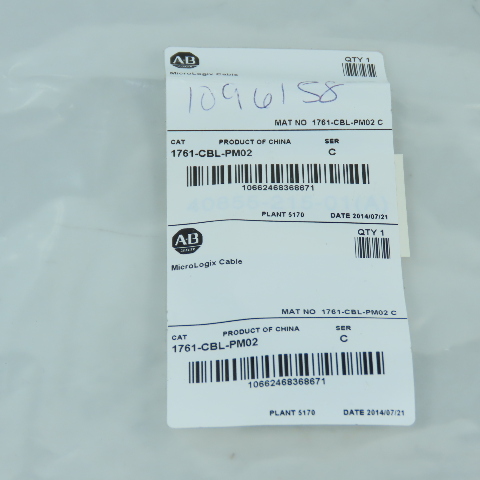 AB
QTY 1
MicroLogix Cable
1096158
MAT NO 1761-CBL-PM02 C
CAT PRODUCT OF CHINA SER
1761-CBL-PM02 C
10662468368671
PLANT 5170 DATE 2014/07/21
AB
QTY 1
MicroLogix Cable
MAT NO 1761-CBL-PM02 C
CAT PRODUCT OF CHINA SER
1761-CBL-PM02 C
10662468368671
PLANT 5170 DATE 2014/07/21